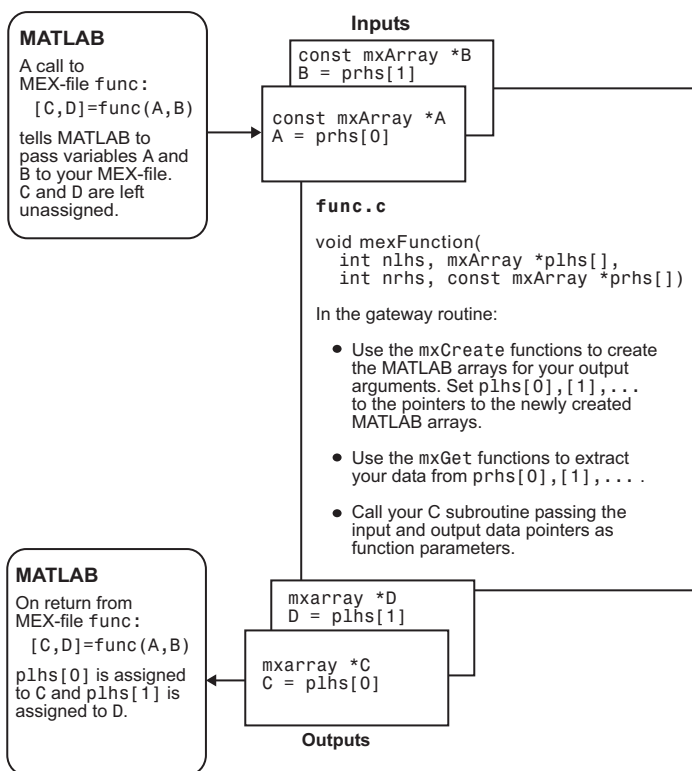 MATLAB
A call to
MEX-file func:
[C,D]=func(A,B)
tells MATLAB to
pass variables A and
B to your MEX-file.
C and D are left
unassigned.
Inputs
const mxArray *B
B = prhs[1]
const mxArray *A
A = prhs[0]
func.c
void mexFunction(
int nlhs, mxArray *plhs[],
int nrhs, const mxArray *prhs[])
In the gateway routine:
• Use the mxCreate functions to create
the MATLAB arrays for your output
arguments. Set plhs[0],[1],...
to the pointers to the newly created
MATLAB arrays.
• Use the mxGet functions to extract
your data from prhs[0],[1],... .
• Call your C subroutine passing the
input and output data pointers as
function parameters.
MATLAB
On return from
MEX-file func:
[C,D]=func(A,B)
plhs[0] is assigned
to C and plhs[1] is
assigned to D.
mxarray *D
D = plhs[1]
mxarray *C
C = plhs[0]
Outputs